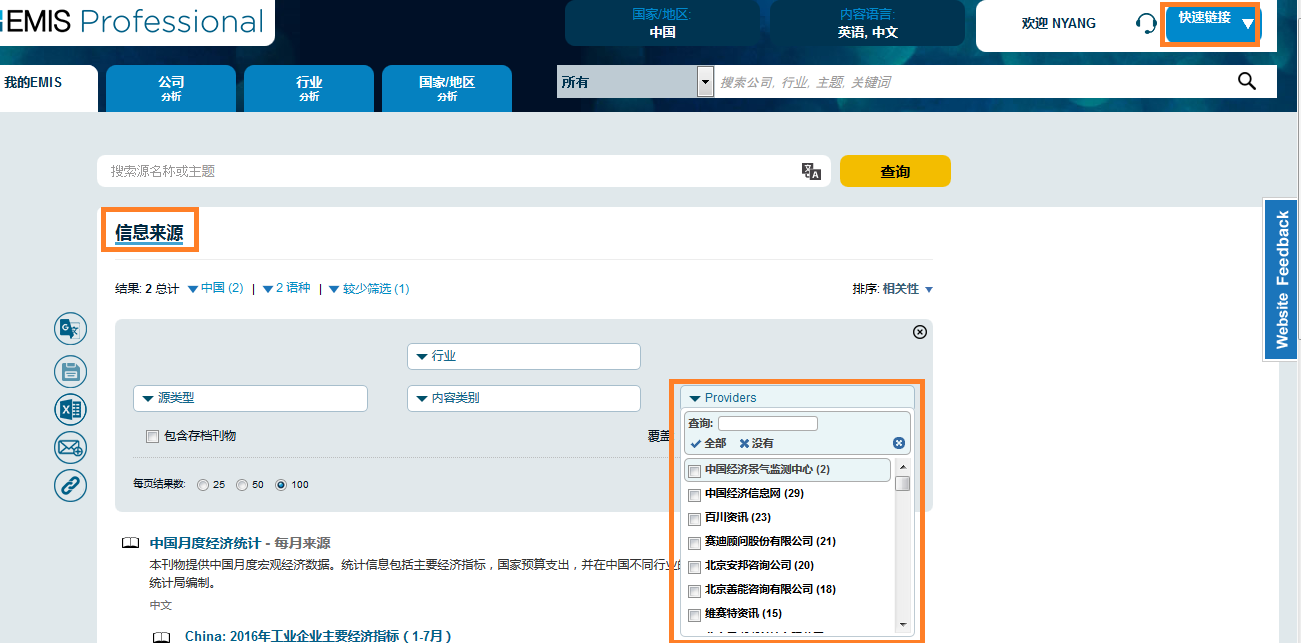 EMIS Professional
国家/地区:
中国
内容语言:
英语, 中文
欢迎 NYANG
快速链接
我的EMIS
公司
分析
行业
分析
国家/地区
分析
所有
搜索公司, 行业, 主题, 关键词
搜索源名称或主题
查询
信息来源
结果: 2 总计 中国 (2) | 2 语种 | 较少筛选 (1)
排序: 相关性
Website Feedback
行业
源类型
内容类别
Providers
包含存档刊物
覆盖
查询:
全部 没有
每页结果数: 25 50 100
中国经济景气监测中心 (2)
中国经济信息网 (29)
百川资讯 (23)
赛迪顾问股份有限公司 (21)
北京安邦咨询公司 (20)
北京善能咨询有限公司 (18)
维赛特资讯 (15)
中国月度经济统计 - 每月来源
本刊物提供中国月度宏观经济数据。统计信息包括主要经济指标，国家预算支出，并在中国不同行业的
统计局编制。
中文
China: 2016年工业企业主要经济指标（1-7月）